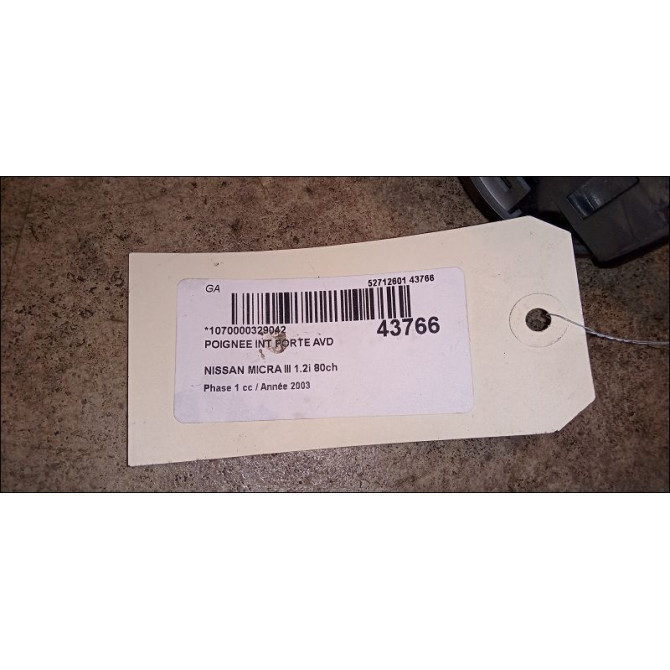 GA 52712601 43766
*1070000329042 43766
POIGNEE INT PORTE AVD
NISSAN MICRA III 1.2i 80ch
Phase 1 cc / Année 2003